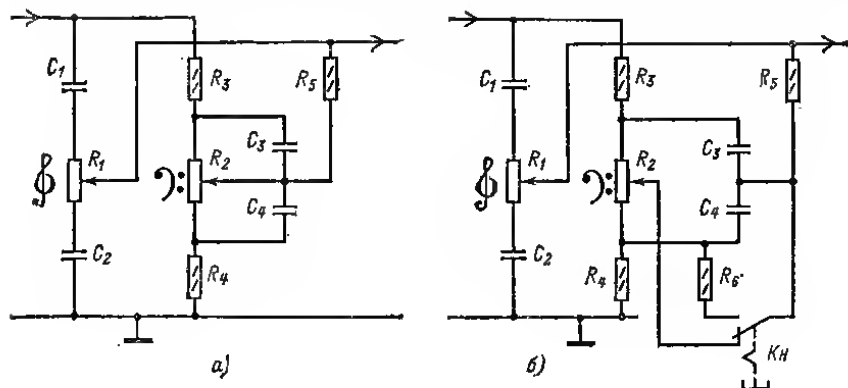 C₁
R₃
R₅
R₁
R₂
C₃
C₄
C₂
R₄
а)
C₁
R₃
R₅
R₁
R₂
C₃
C₄
C₂
R₄
R₆
Кн
б)